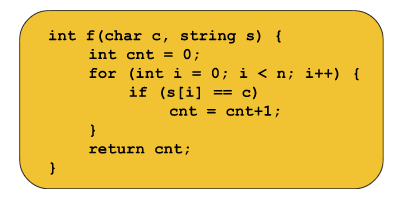 int f(char c, string s) {
    int cnt = 0;
    for (int i = 0; i < n; i++) {
        if (s[i] == c)
            cnt = cnt+1;
    }
    return cnt;
}